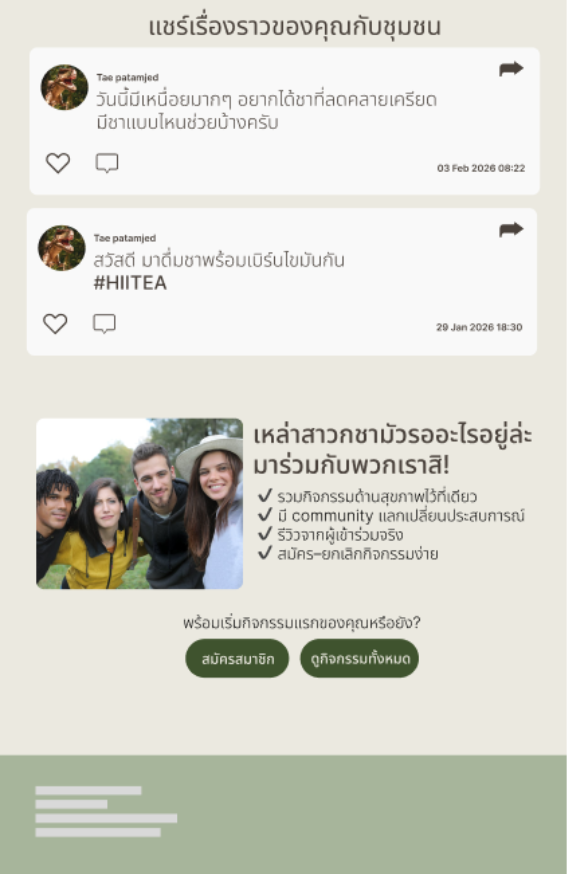 แชร์เรื่องราวของคุณกับชุมชน
Tae patamjed
วันนี้มีเหนื่อยมากๆ อยากได้ชาที่ลดคลายเครียด
มีชาแบบไหนช่วยบ้างครับ
03 Feb 2026 08:22
Tae patamjed
สวัสดี มาดื่มชาพร้อมเบิร์นไขมันกัน
#HIITEA
29 Jan 2026 18:30
เหล่าสาวกชามัวรออะไรอยู่ล่ะ
มาร่วมกับพวกเราสิ!
รวมกิจกรรมด้านสุขภาพไว้ที่เดียว
มี community แลกเปลี่ยนประสบการณ์
รีวิวจากผู้เข้าร่วมจริง
สมัคร-ยกเลิกกิจกรรมง่าย
พร้อมเริ่มกิจกรรมแรกของคุณหรือยัง?
สมัครสมาชิก
ดูกิจกรรมทั้งหมด